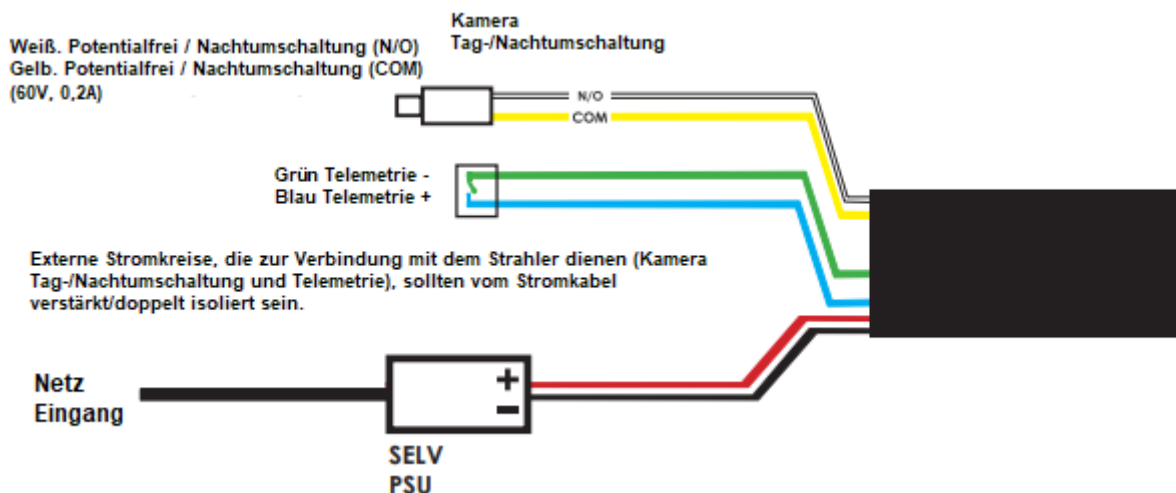 Kamera
Tag-/Nachtumschaltung
Weiß. Potentialfrei / Nachtumschaltung (N/O)
Gelb. Potentialfrei / Nachtumschaltung (COM)
(60V, 0,2A)
N/O
COM
Grün Telemetrie -
Blau Telemetrie +
Externe Stromkreise, die zur Verbindung mit dem Strahler dienen (Kamera
Tag-/Nachtumschaltung und Telemetrie), sollten vom Stromkabel
verstärkt/doppelt isoliert sein.
Netz
Eingang
+
-
SELV
PSU